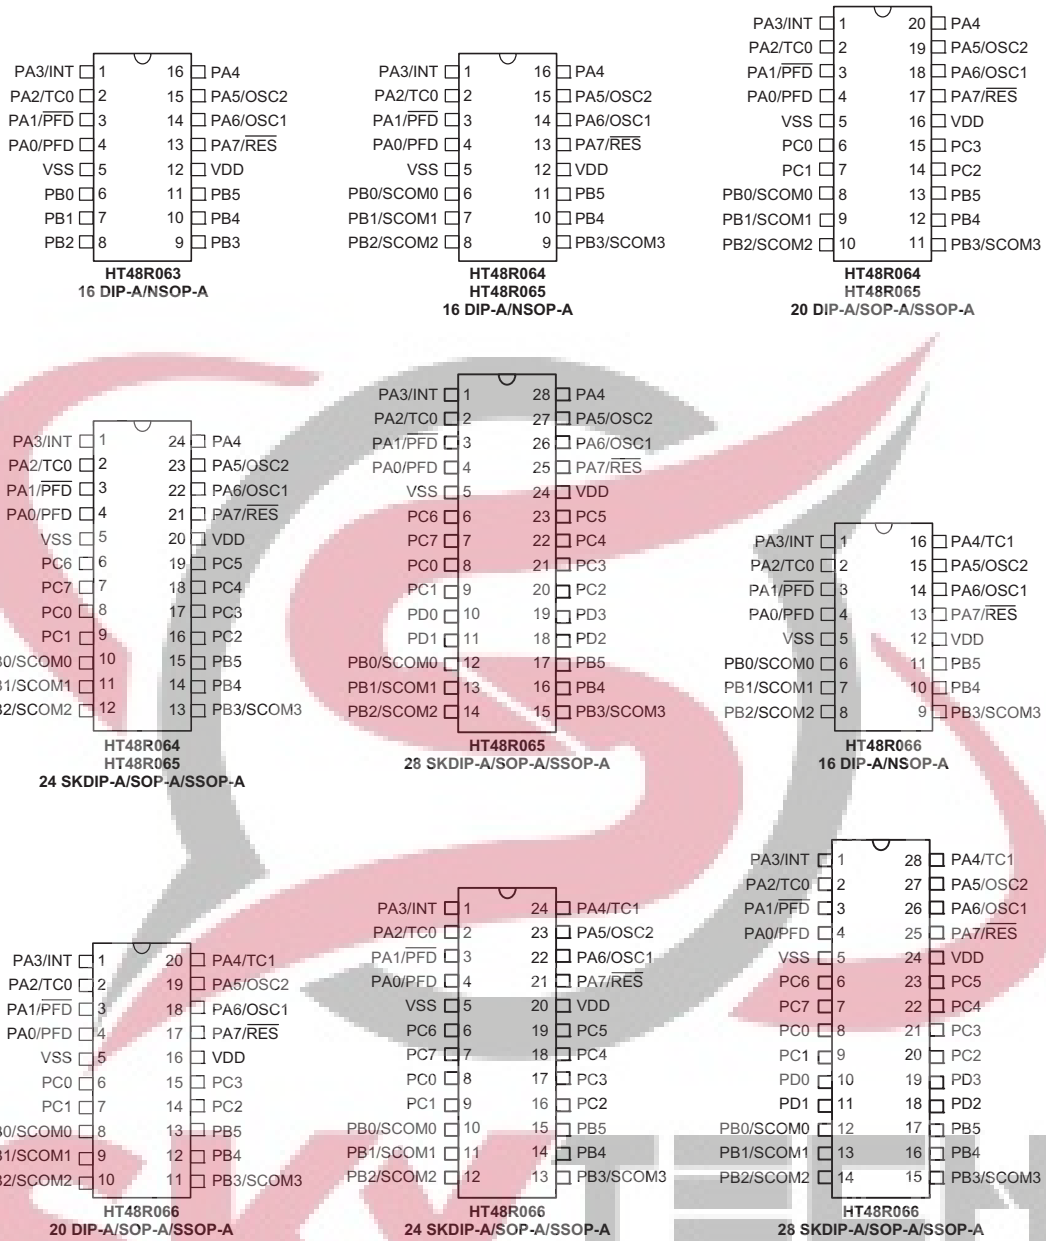 PA3/INT 1 16 PA4
PA2/TC0 2 15 PA5/OSC2
PA1/PFD 3 14 PA6/OSC1
PA0/PFD 4 13 PA7/RES
VSS 5 12 VDD
PB0 6 11 PB5
PB1 7 10 PB4
PB2 8 9 PB3
HT48R063
16 DIP-A/NSOP-A
PA3/INT 1 16 PA4
PA2/TC0 2 15 PA5/OSC2
PA1/PFD 3 14 PA6/OSC1
PA0/PFD 4 13 PA7/RES
VSS 5 12 VDD
PB0/SCOM0 6 11 PB5
PB1/SCOM1 7 10 PB4
PB2/SCOM2 8 9 PB3/SCOM3
HT48R064
HT48R065
16 DIP-A/NSOP-A
PA3/INT 1 20 PA4
PA2/TC0 2 19 PA5/OSC2
PA1/PFD 3 18 PA6/OSC1
PA0/PFD 4 17 PA7/RES
VSS 5 16 VDD
PC0 6 15 PC3
PC1 7 14 PC2
PB0/SCOM0 8 13 PB5
PB1/SCOM1 9 12 PB4
PB2/SCOM2 10 11 PB3/SCOM3
HT48R064
HT48R065
20 DIP-A/SOP-A/SSOP-A
PA3/INT 1 24 PA4
PA2/TC0 2 23 PA5/OSC2
PA1/PFD 3 22 PA6/OSC1
PA0/PFD 4 21 PA7/RES
VSS 5 20 VDD
PC6 6 19 PC5
PC7 7 18 PC4
PC0 8 17 PC3
PC1 9 16 PC2
B0/SCOM0 10 15 PB5
B1/SCOM1 11 14 PB4
B2/SCOM2 12 13 PB3/SCOM3
HT48R064
HT48R065
24 SKDIP-A/SOP-A/SSOP-A
PA3/INT 1 28 PA4
PA2/TC0 2 27 PA5/OSC2
PA1/PFD 3 26 PA6/OSC1
PA0/PFD 4 25 PA7/RES
VSS 5 24 VDD
PC6 6 23 PC5
PC7 7 22 PC4
PC0 8 21 PC3
PC1 9 20 PC2
PD0 10 19 PD3
PD1 11 18 PD2
PB0/SCOM0 12 17 PB5
PB1/SCOM1 13 16 PB4
PB2/SCOM2 14 15 PB3/SCOM3
HT48R065
28 SKDIP-A/SOP-A/SSOP-A
PA3/INT 1 16 PA4/TC1
PA2/TC0 2 15 PA5/OSC2
PA1/PFD 3 14 PA6/OSC1
PA0/PFD 4 13 PA7/RES
VSS 5 12 VDD
PB0/SCOM0 6 11 PB5
PB1/SCOM1 7 10 PB4
PB2/SCOM2 8 9 PB3/SCOM3
HT48R066
16 DIP-A/NSOP-A
PA3/INT 1 20 PA4/TC1
PA2/TC0 2 19 PA5/OSC2
PA1/PFD 3 18 PA6/OSC1
PA0/PFD 4 17 PA7/RES
VSS 5 16 VDD
PC0 6 15 PC3
PC1 7 14 PC2
B0/SCOM0 8 13 PB5
B1/SCOM1 9 12 PB4
B2/SCOM2 10 11 PB3/SCOM3
HT48R066
20 DIP-A/SOP-A/SSOP-A
PA3/INT 1 24 PA4/TC1
PA2/TC0 2 23 PA5/OSC2
PA1/PFD 3 22 PA6/OSC1
PA0/PFD 4 21 PA7/RES
VSS 5 20 VDD
PC6 6 19 PC5
PC7 7 18 PC4
PC0 8 17 PC3
PC1 9 16 PC2
PB0/SCOM0 10 15 PB5
PB1/SCOM1 11 14 PB4
PB2/SCOM2 12 13 PB3/SCOM3
HT48R066
24 SKDIP-A/SOP-A/SSOP-A
PA3/INT 1 28 PA4/TC1
PA2/TC0 2 27 PA5/OSC2
PA1/PFD 3 26 PA6/OSC1
PA0/PFD 4 25 PA7/RES
VSS 5 24 VDD
PC6 6 23 PC5
PC7 7 22 PC4
PC0 8 21 PC3
PC1 9 20 PC2
PD0 10 19 PD3
PD1 11 18 PD2
PB0/SCOM0 12 17 PB5
PB1/SCOM1 13 16 PB4
PB2/SCOM2 14 15 PB3/SCOM3
HT48R066
28 SKDIP-A/SOP-A/SSOP-A
SKYTECH